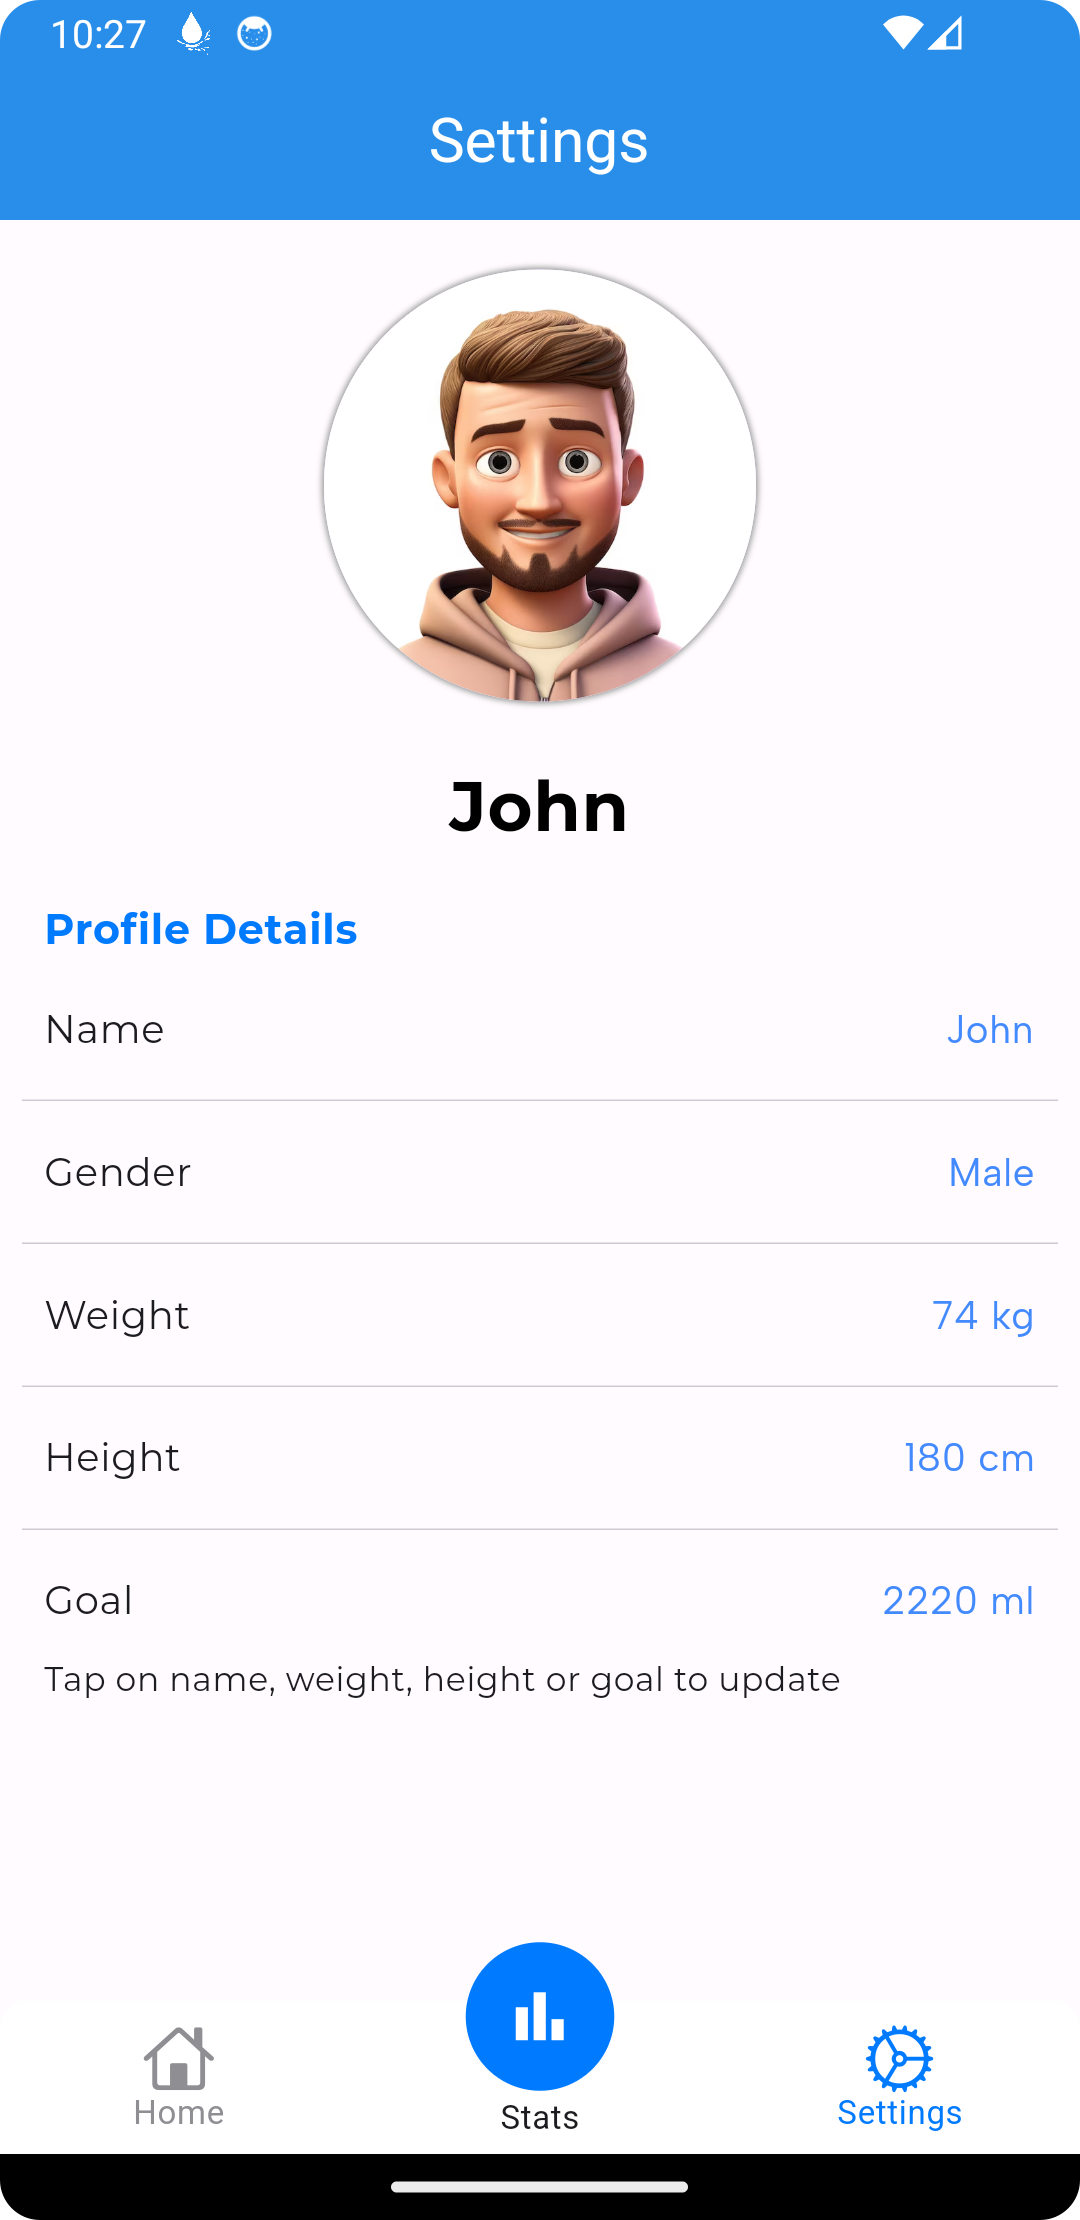 10:27
Settings
John
Profile Details
Name John
Gender Male
Weight 74 kg
Height 180 cm
Goal 2220 ml
Tap on name, weight, height or goal to update
Home Stats Settings